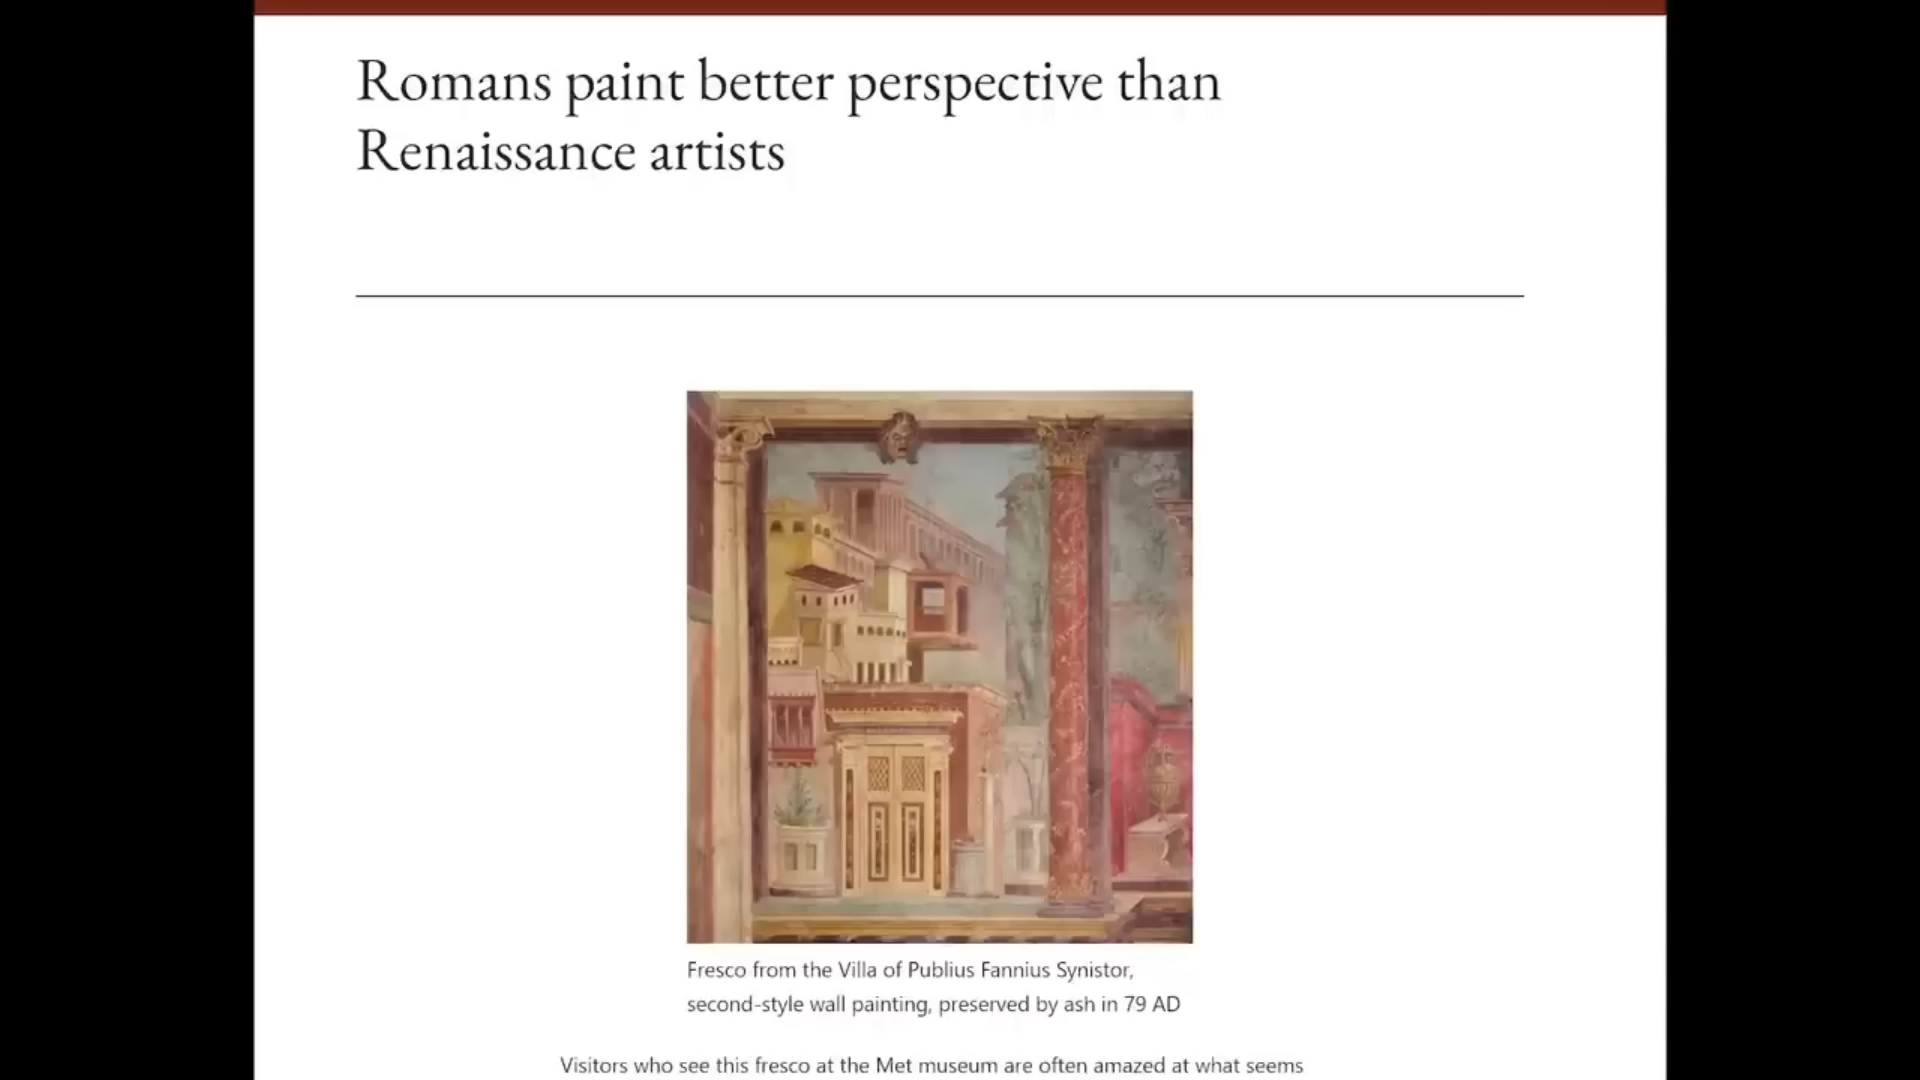 Romans paint better perspective than
Renaissance artists
Fresco from the Villa of Publius Fannius Synistor,
second-style wall painting, preserved by ash in 79 AD
Visitors who see this fresco at the Met museum are often amazed at what seems